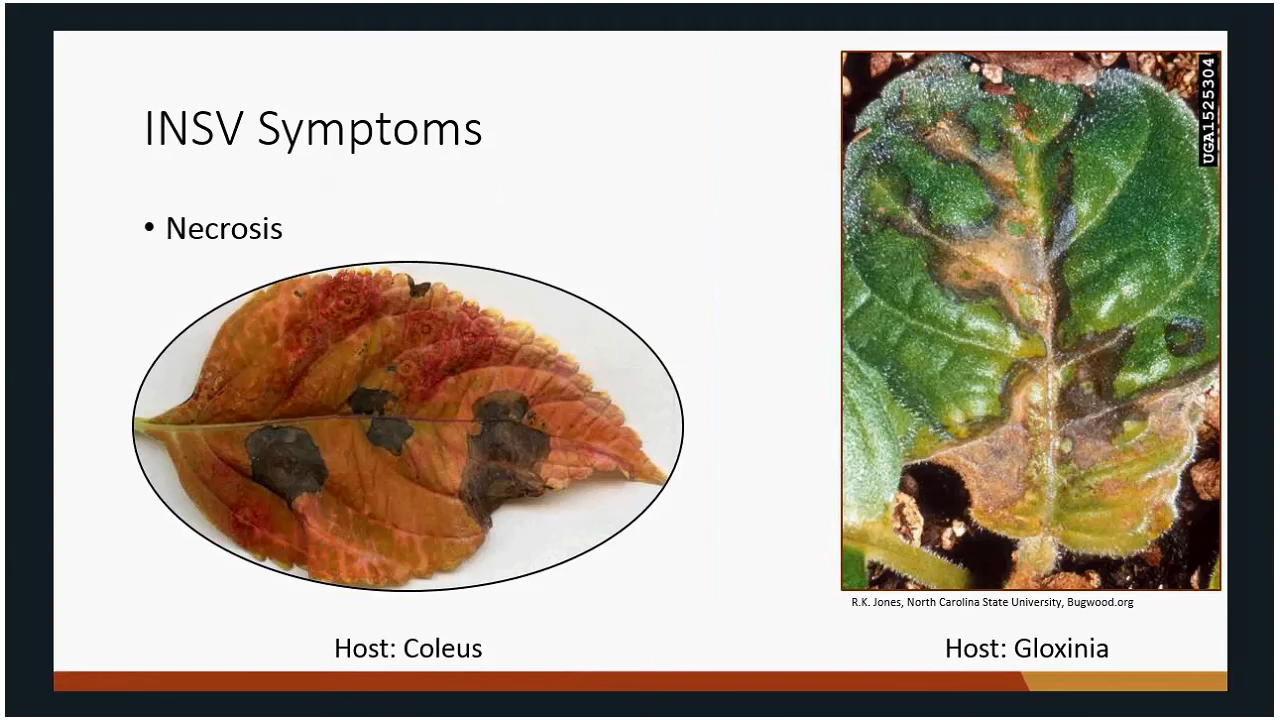 INSV Symptoms
• Necrosis
UGA1525304
R.K. Jones, North Carolina State University, Bugwood.org
Host: Coleus
Host: Gloxinia